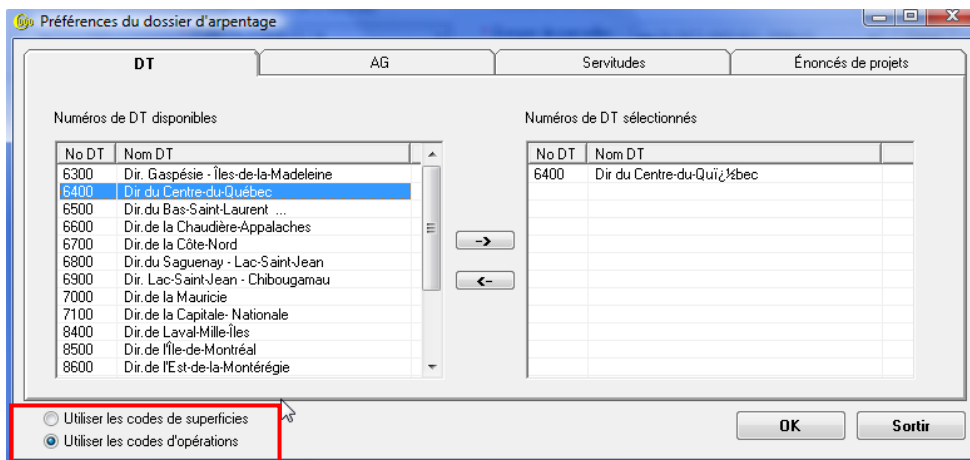 Préférences du dossier d'arpentage
DT AG Servitudes Énoncés de projets
Numéros de DT disponibles
No DT Nom DT
6300 Dir. Gaspésie - Îles-de-la-Madeleine
6400 Dir du Centre-du-Québec
6500 Dir.du Bas-Saint-Laurent ...
6600 Dir.de la Chaudière-Appalaches
6700 Dir.de la Côte-Nord
6800 Dir.du Saguenay - Lac-Saint-Jean
6900 Dir. Lac-Saint-Jean - Chibougamau
7000 Dir.de la Mauricie
7100 Dir.de la Capitale- Nationale
8400 Dir.de Laval-Mille-Îles
8500 Dir.de l'Île-de-Montréal
8600 Dir.de l'Est-de-la-Montérégie
->
<-
Numéros de DT sélectionnés
No DT Nom DT
6400 Dir du Centre-du-Quï¿½bec
Utiliser les codes de superficies
Utiliser les codes d'opérations
OK Sortir